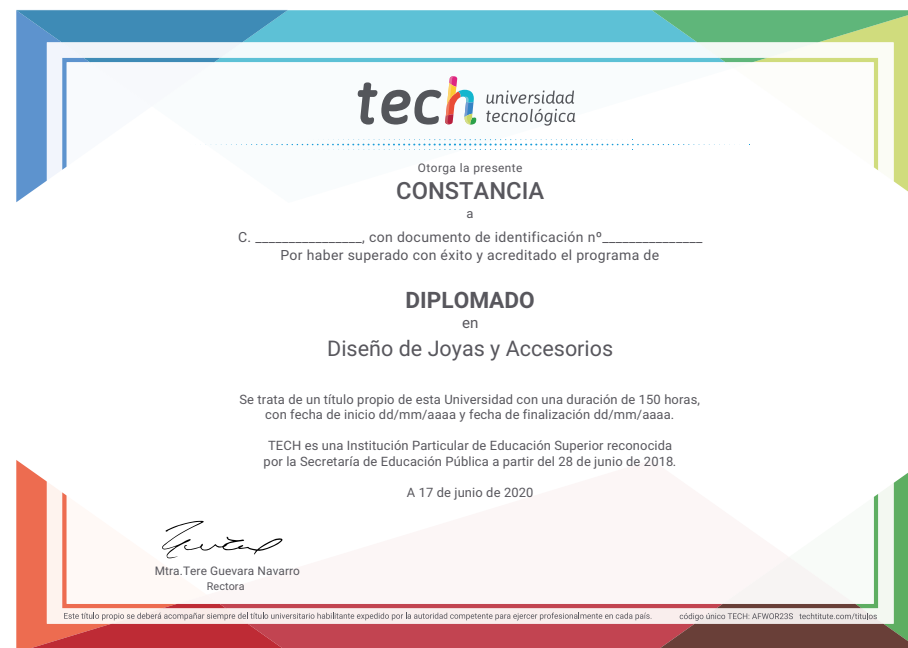 tech universidad
tecnológica
Otorga la presente
CONSTANCIA
a
C. ________________, con documento de identificación nº_______________
Por haber superado con éxito y acreditado el programa de
DIPLOMADO
en
Diseño de Joyas y Accesorios
Se trata de un título propio de esta Universidad con una duración de 150 horas,
con fecha de inicio dd/mm/aaaa y fecha de finalización dd/mm/aaaa.
TECH es una Institución Particular de Educación Superior reconocida
por la Secretaría de Educación Pública a partir del 28 de junio de 2018.
A 17 de junio de 2020
Mtra.Tere Guevara Navarro
Rectora
Este título propio se deberá acompañar siempre del título universitario habilitante expedido por la autoridad competente para ejercer profesionalmente en cada país. código único TECH: AFWOR23S techtitute.com/titulos